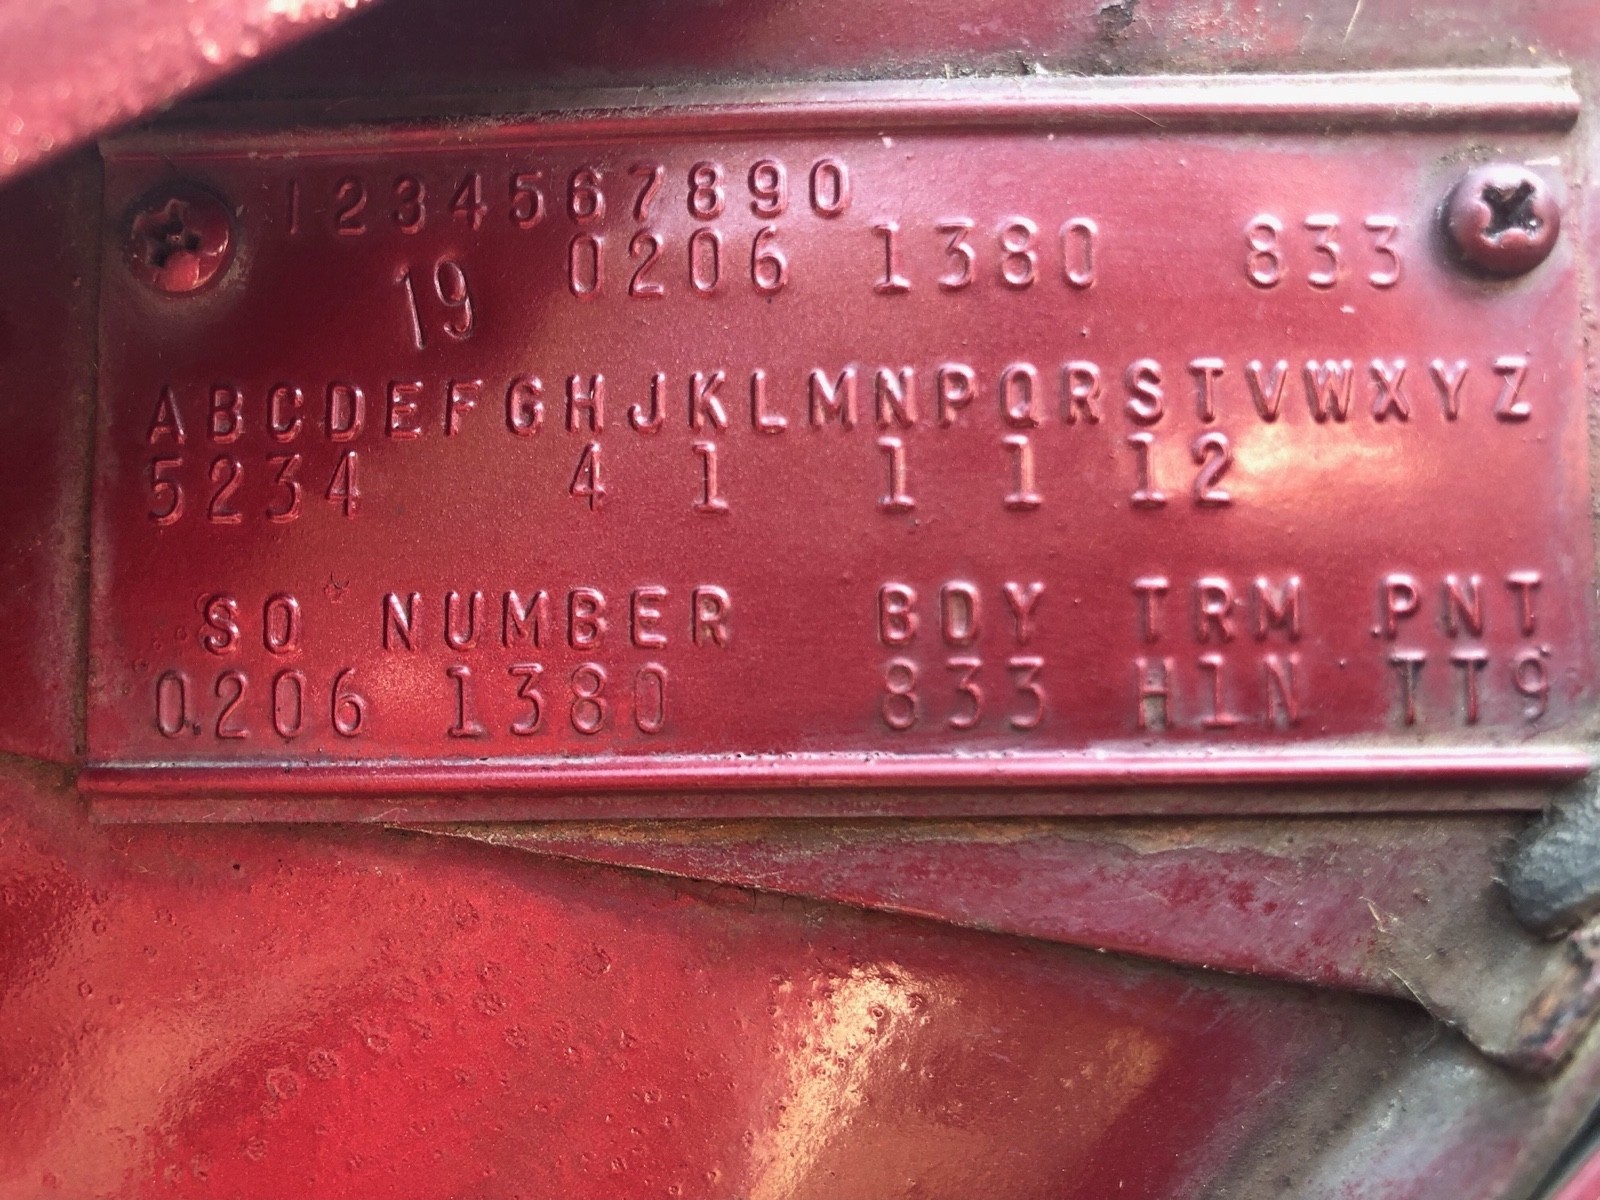 1234567890
0206 1380 833
19
ABCDEFGHJKLMNPQRSTVWXYZ
5234 4 1 1 1 12
SO NUMBER BDY TRM PNT
0206 1380 833 H1N TT9